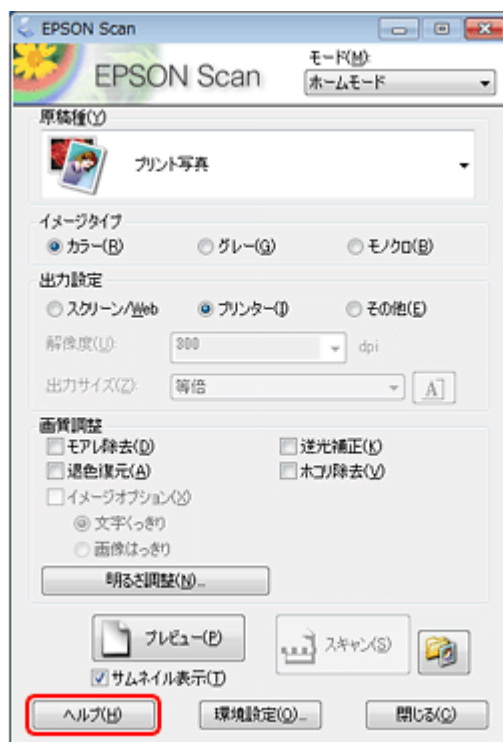 EPSON Scan
EPSON Scan
モード(M):
ホームモード
原稿種(Y)
プリント写真
イメージタイプ
カラー(R) グレー(G) モノクロ(B)
出力設定
スクリーン/Web プリンター(I) その他(E)
解像度(U): 300 dpi
出力サイズ(Z): 等倍 A
画質調整
モアレ除去(D) 逆光補正(K)
退色復元(A) ホコリ除去(V)
イメージオプション(X)
文字くっきり
画像はっきり
明るさ調整(N)...
プレビュー(P) スキャン(S)
サムネイル表示(T)
ヘルプ(H) 環境設定(O)... 閉じる(C)